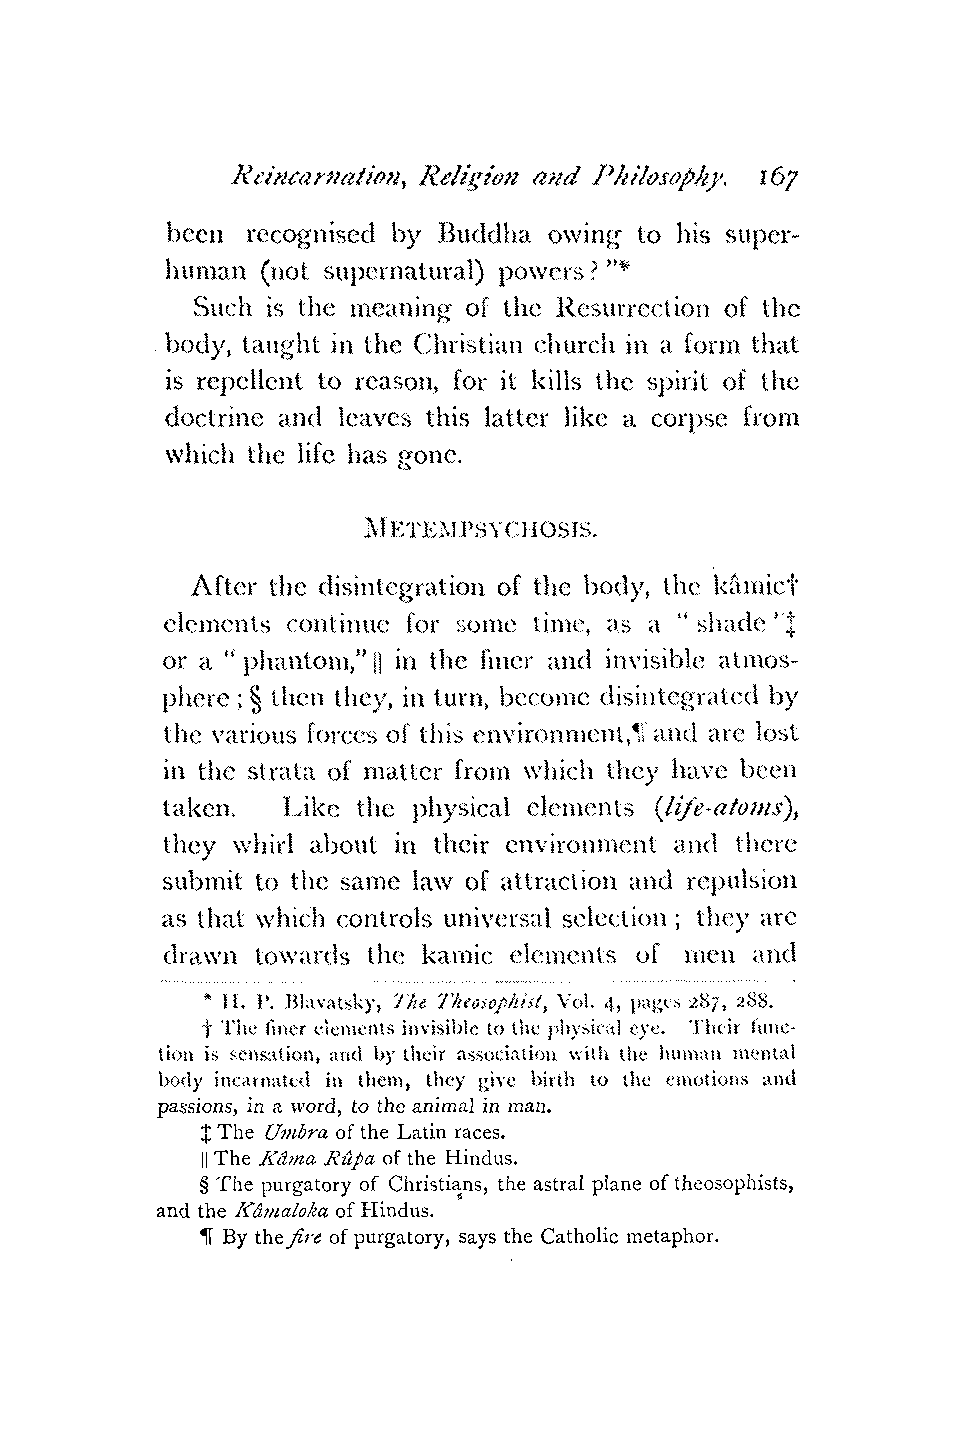 Reincarnation, Religion and Philosophy. 167
been recognised by Buddha owing to his super-
human (not supernatural) powers? "*
Such is the meaning of the Resurrection of the
body, taught in the Christian church in a form that
is repellent to reason, for it kills the spirit of the
doctrine and leaves this latter like a corpse from
which the life has gone.
METEMPSYCHOSIS.
After the disintegration of the body, the kâmic†
elements continue for some time, as a "shade'‡
or a "phantom,"|| in the finer and invisible atmos-
phere; § then they, in turn, become disintegrated by
the various forces of this environment,¶ and are lost
in the strata of matter from which they have been
taken. Like the physical elements (life-atoms),
they whirl about in their environment and there
submit to the same law of attraction and repulsion
as that which controls universal selection; they are
drawn towards the kamic elements of men and
* H. P. Blavatsky, The Theosophist, Vol. 4, pages 287, 288.
† The finer elements invisible to the physical eye. Their func-
tion is sensation, and by their association with the human mental
body incarnated in them, they give birth to the emotions and
passions, in a word, to the animal in man.
‡ The Umbra of the Latin races.
|| The Kâma Rûpa of the Hindus.
§ The purgatory of Christians, the astral plane of theosophists,
and the Kâmaloka of Hindus.
¶ By the fire of purgatory, says the Catholic metaphor.